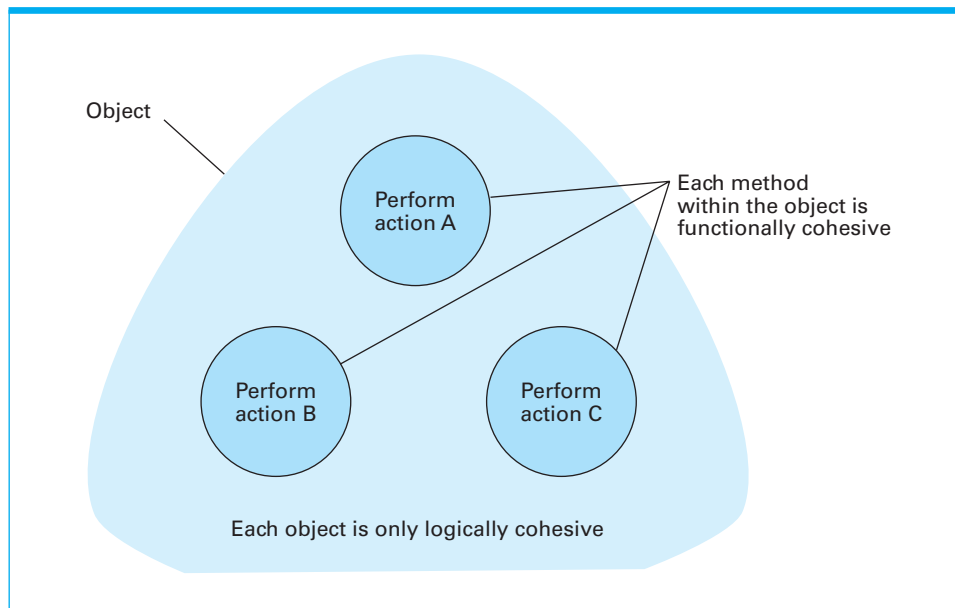 Object
Perform
action A
Each method
within the object is
functionally cohesive
Perform
action B
Perform
action C
Each object is only logically cohesive